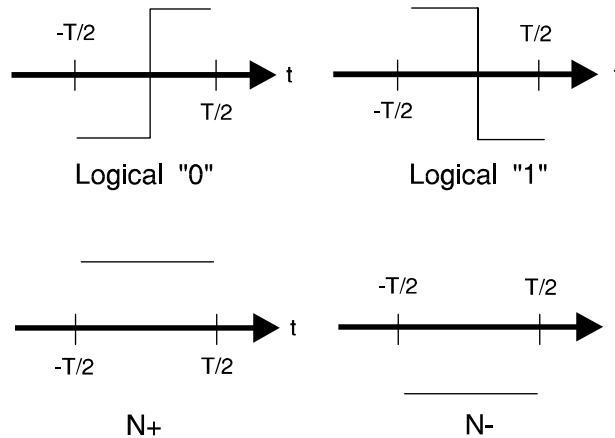 -T/2
t
T/2
Logical "0"
T/2
t
-T/2
Logical "1"
t
-T/2
T/2
N+
-T/2
T/2
t
N-